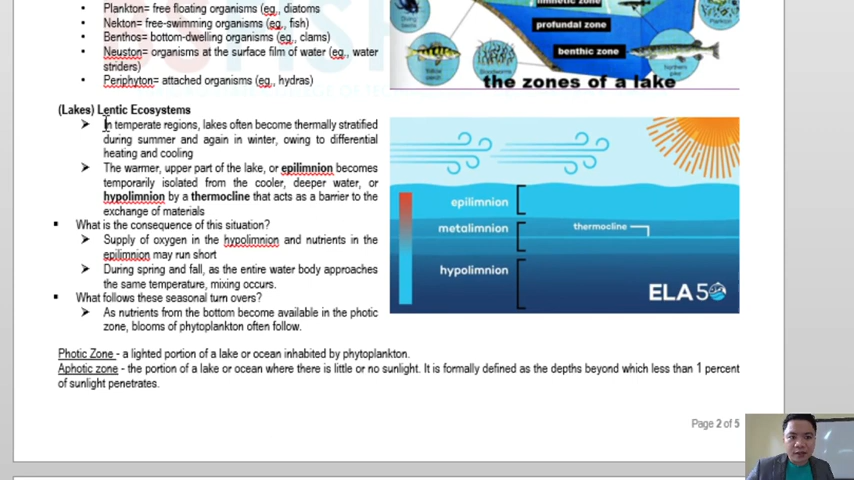 Plankton= free floating organisms (eg., diatoms
Nekton= free-swimming organisms (eg., fish)
Benthos= bottom-dwelling organisms (eg., clams)
Neuston= organisms at the surface film of water (eg., water
striders)
Periphyton= attached organisms (eg., hydras)
limnetic zone
profundal zone
benthic zone
the zones of a lake
(Lakes) Lentic Ecosystems
In temperate regions, lakes often become thermally stratified
during summer and again in winter, owing to differential
heating and cooling
The warmer, upper part of the lake, or epilimnion becomes
temporarily isolated from the cooler, deeper water, or
hypolimnion by a thermocline that acts as a barrier to the
exchange of materials
What is the consequence of this situation?
Supply of oxygen in the hypolimnion and nutrients in the
epilimnion may run short
During spring and fall, as the entire water body approaches
the same temperature, mixing occurs.
What follows these seasonal turn overs?
As nutrients from the bottom become available in the photic
zone, blooms of phytoplankton often follow.
epilimnion
metalimnion
thermocline
hypolimnion
ELA50
Photic Zone - a lighted portion of a lake or ocean inhabited by phytoplankton.
Aphotic zone - the portion of a lake or ocean where there is little or no sunlight. It is formally defined as the depths beyond which less than 1 percent
of sunlight penetrates.
Page 2 of 5